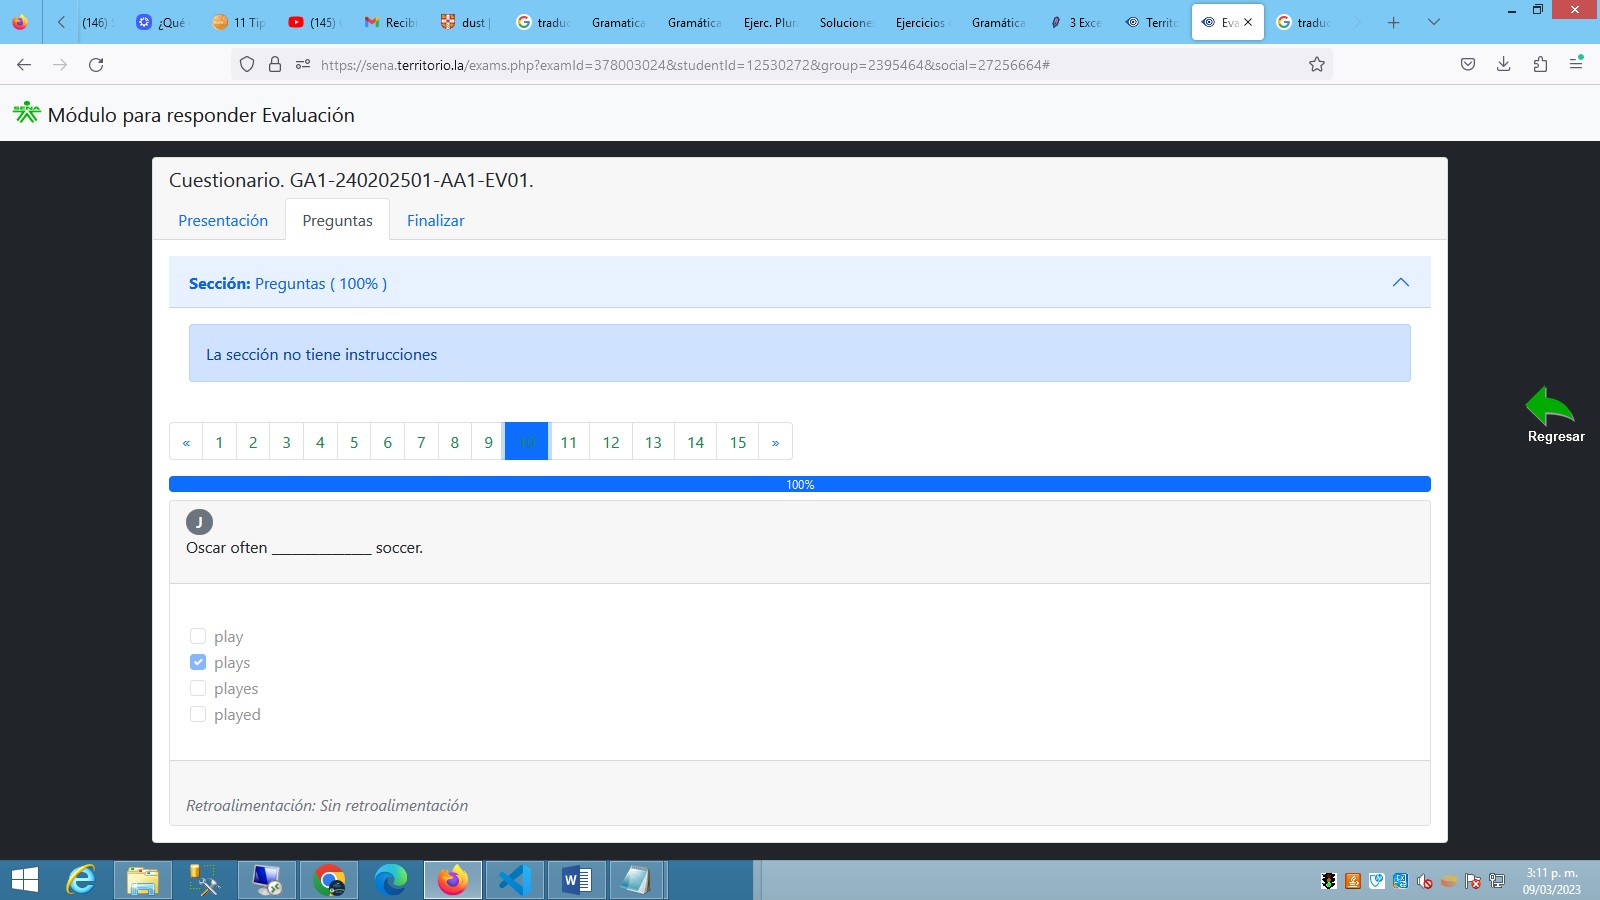 (146)
¿Qué
11 Tip
(145)
Recibi
dust |
traduc
Gramatica
Gramática
Ejerc. Plur
Soluciones
Ejercicios
Gramática
3 Exce
Territo
Eva
traduc
https://sena.territorio.la/exams.php?examId=378003024&studentId=12530272&group=2395464&social=27256664#
SENA
Módulo para responder Evaluación
Cuestionario. GA1-240202501-AA1-EV01.
Presentación Preguntas Finalizar
Sección: Preguntas ( 100% )
La sección no tiene instrucciones
« 1 2 3 4 5 6 7 8 9 10 11 12 13 14 15 »
Regresar
100%
J
Oscar often ______________ soccer.
play
plays
playes
played
Retroalimentación: Sin retroalimentación
3:11 p. m.
09/03/2023